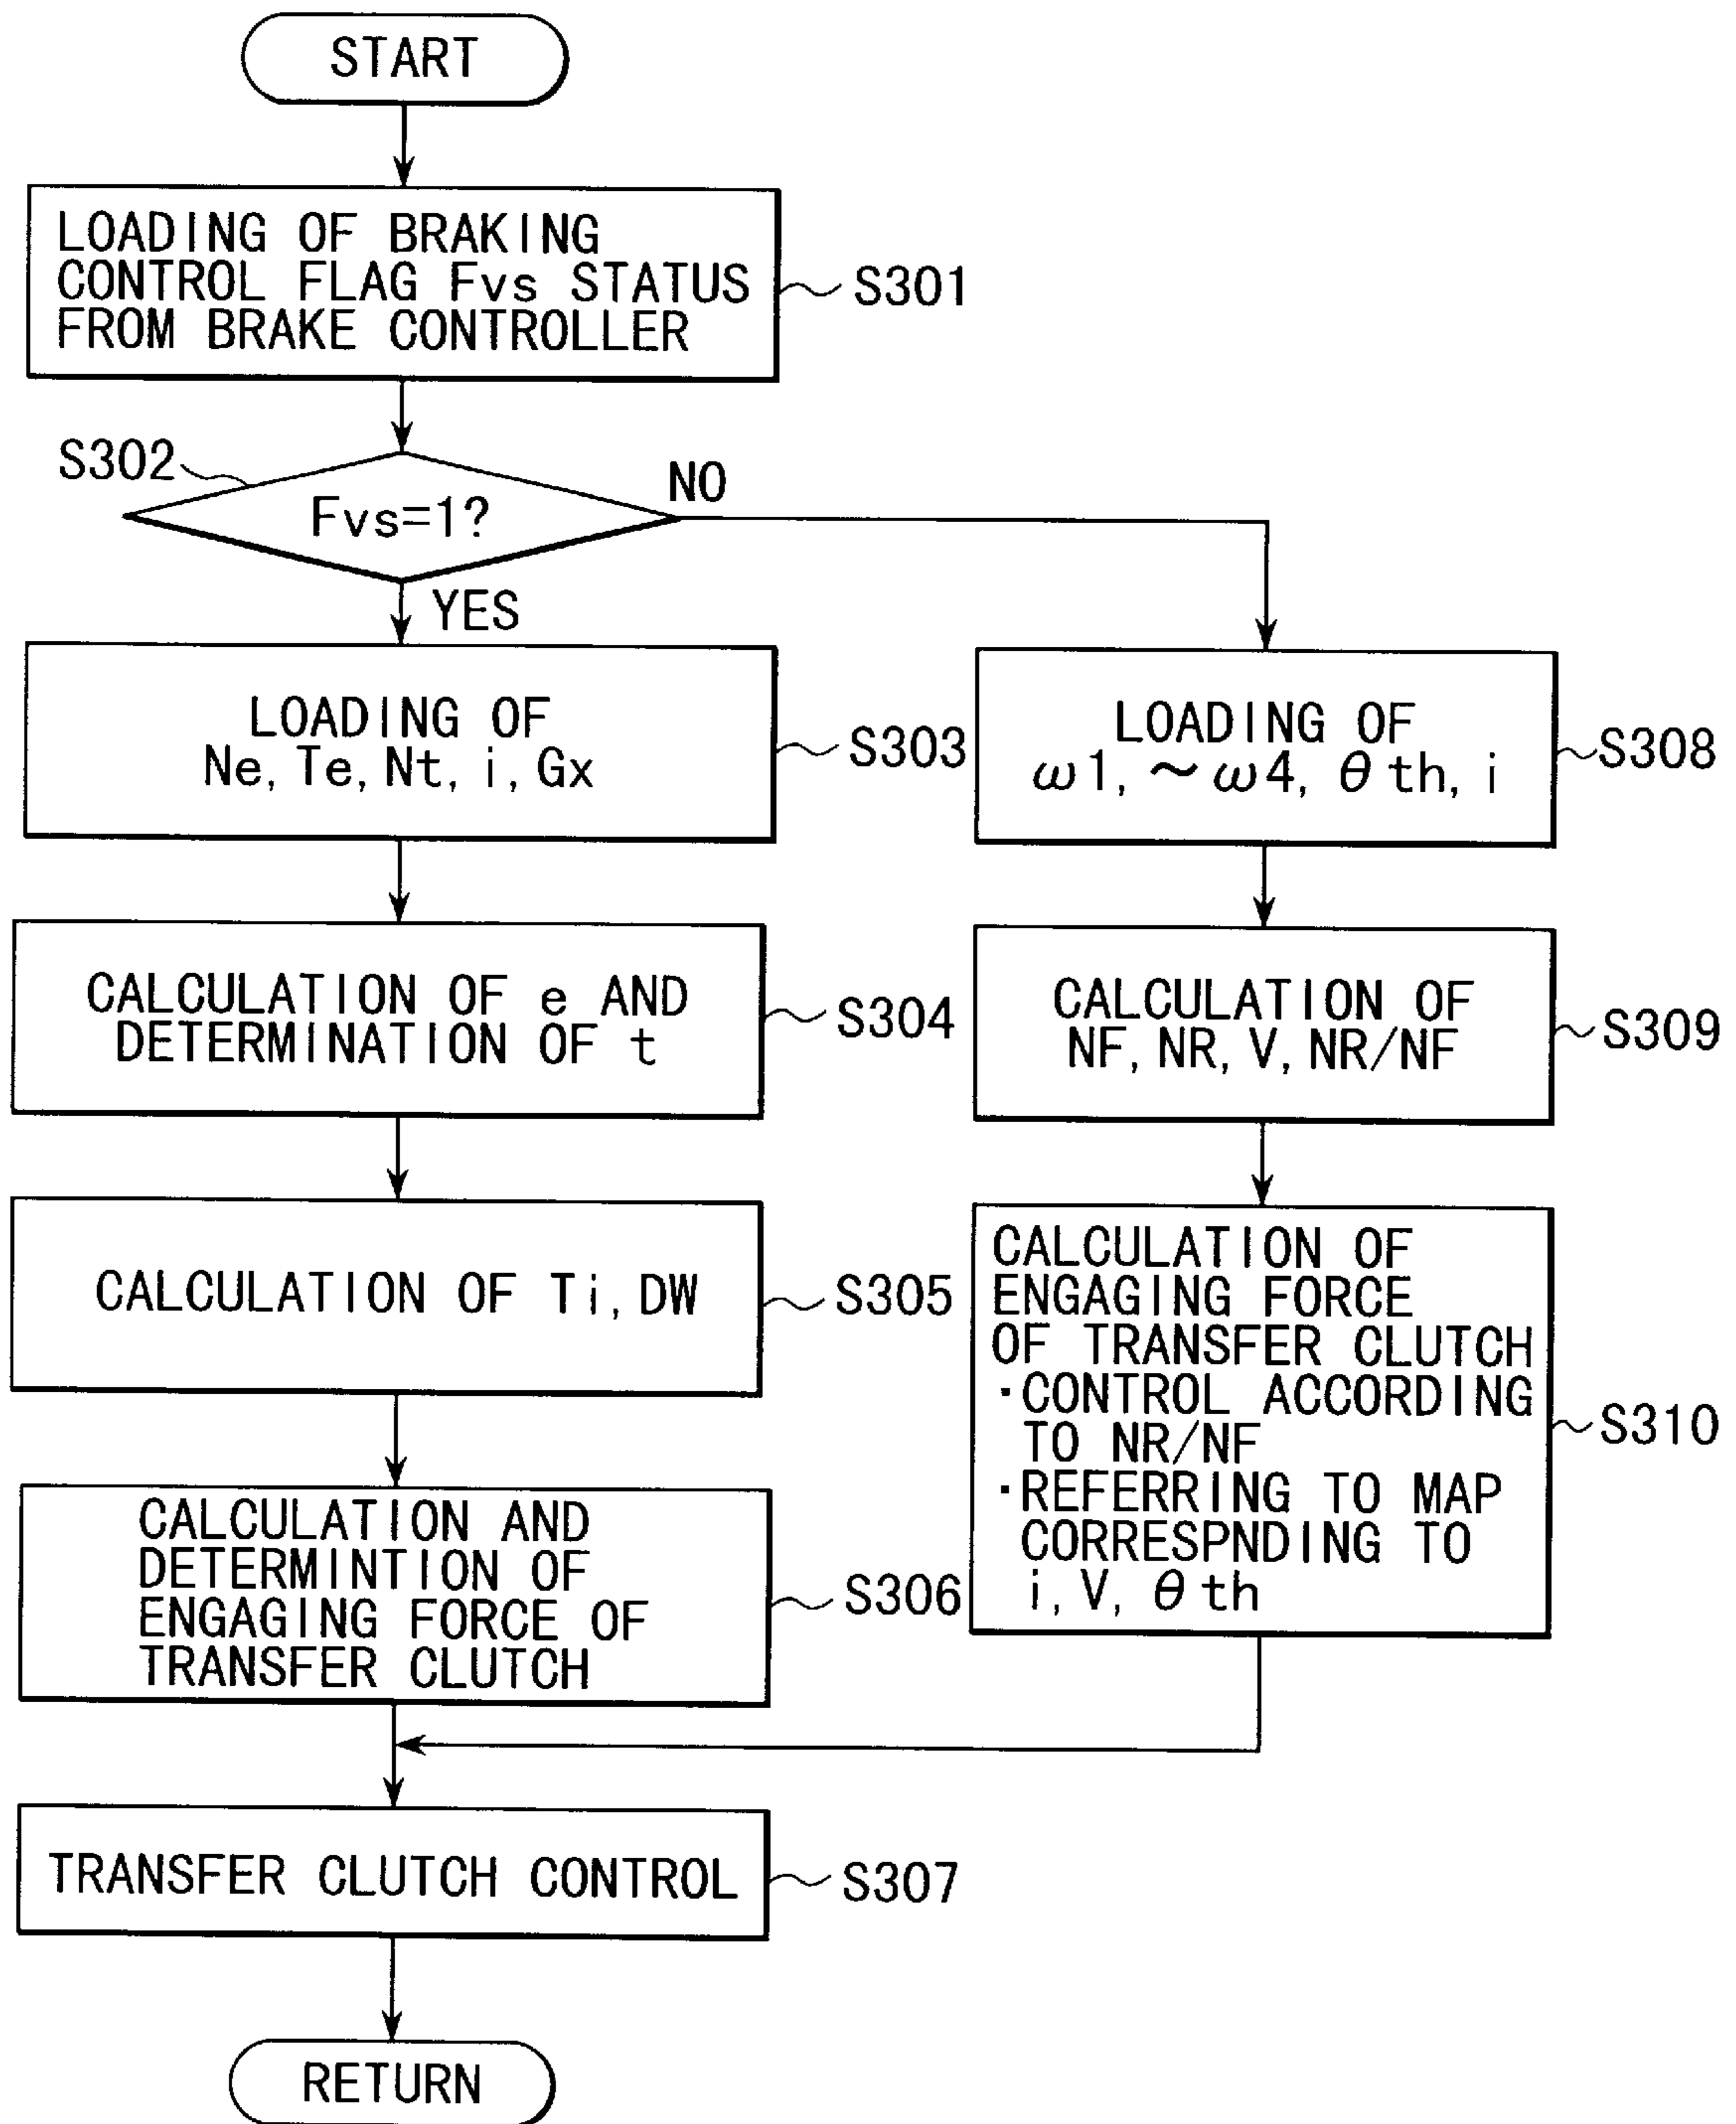 START
LOADING OF BRAKING
CONTROL FLAG Fvs STATUS
FROM BRAKE CONTROLLER
S301
S302
Fvs=1?
NO
YES
LOADING OF
Ne, Te, Nt, i, Gx
S303
CALCULATION OF e AND
DETERMINATION OF t
S304
CALCULATION OF Ti, DW
S305
CALCULATION AND
DETERMINTION OF
ENGAGING FORCE OF
TRANSFER CLUTCH
S306
LOADING OF
ω1, ～ω4, θth, i
S308
CALCULATION OF
NF, NR, V, NR/NF
S309
CALCULATION OF
ENGAGING FORCE
OF TRANSFER CLUTCH
·CONTROL ACCORDING
TO NR/NF
·REFERRING TO MAP
CORRESPNDING TO
i, V, θth
S310
TRANSFER CLUTCH CONTROL
S307
RETURN